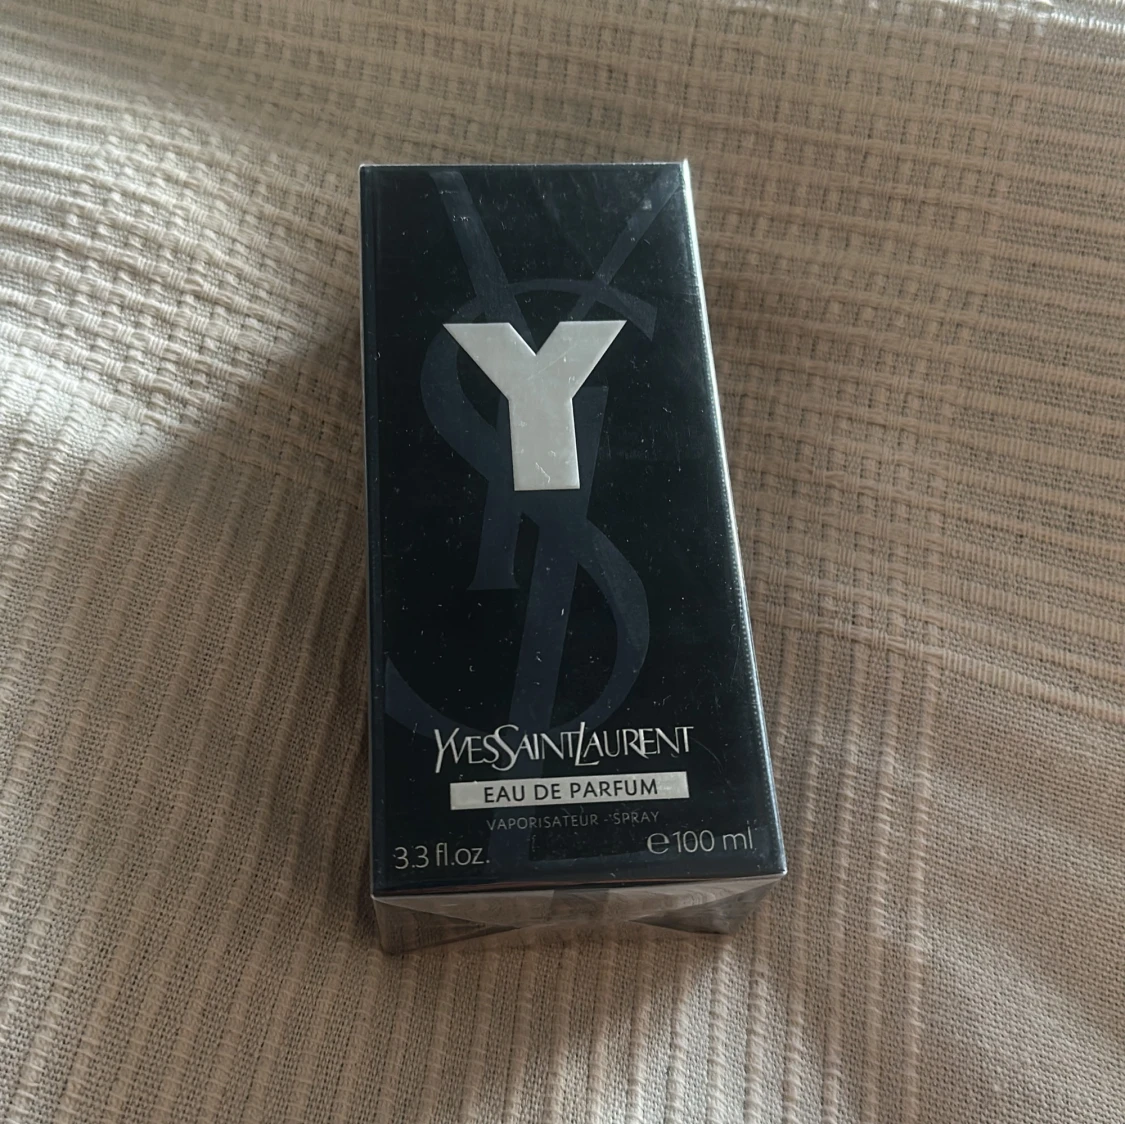 Y
YVESSAINTLAURENT
EAU DE PARFUM
VAPORISATEUR - SPRAY
3.3 fl.oz. ℮100 ml